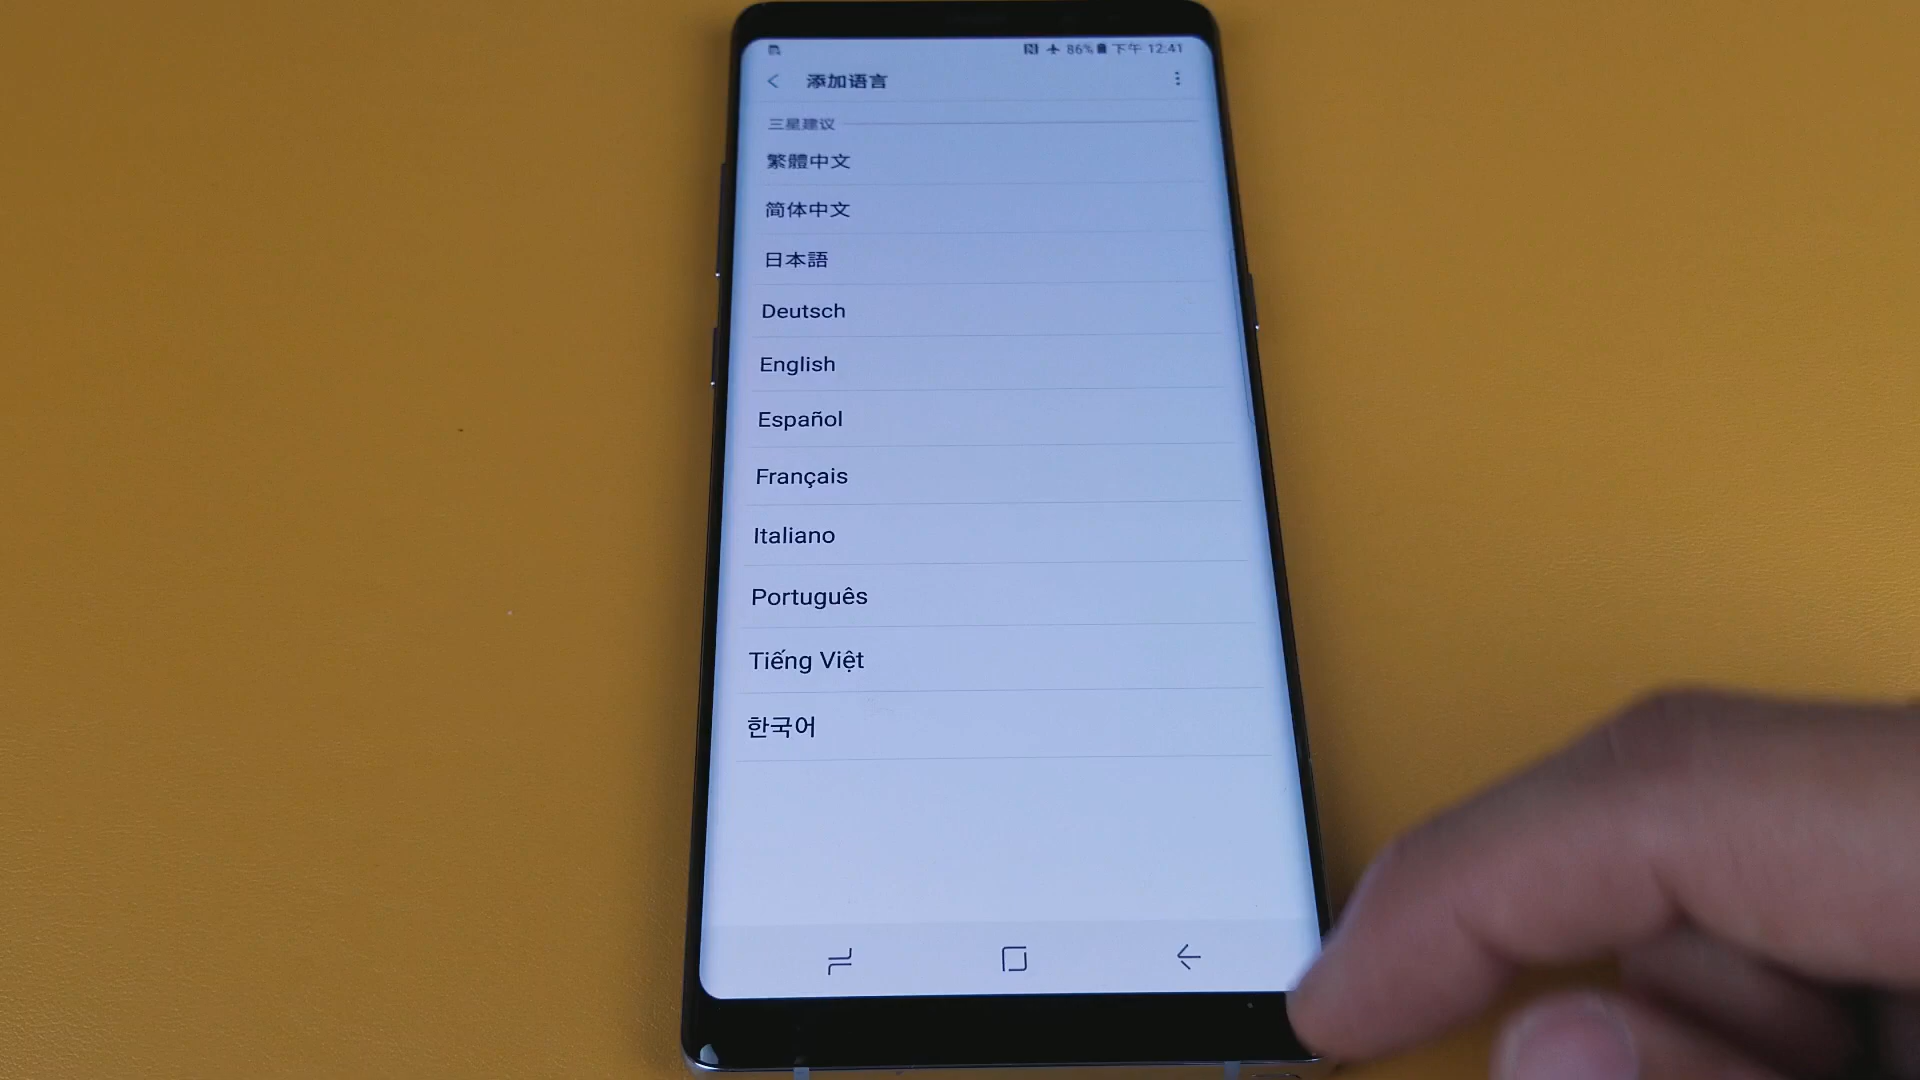 86% 下午 12:41
添加语言
三星建议
繁體中文
简体中文
日本語
Deutsch
English
Español
Français
Italiano
Português
Tiếng Việt
한국어